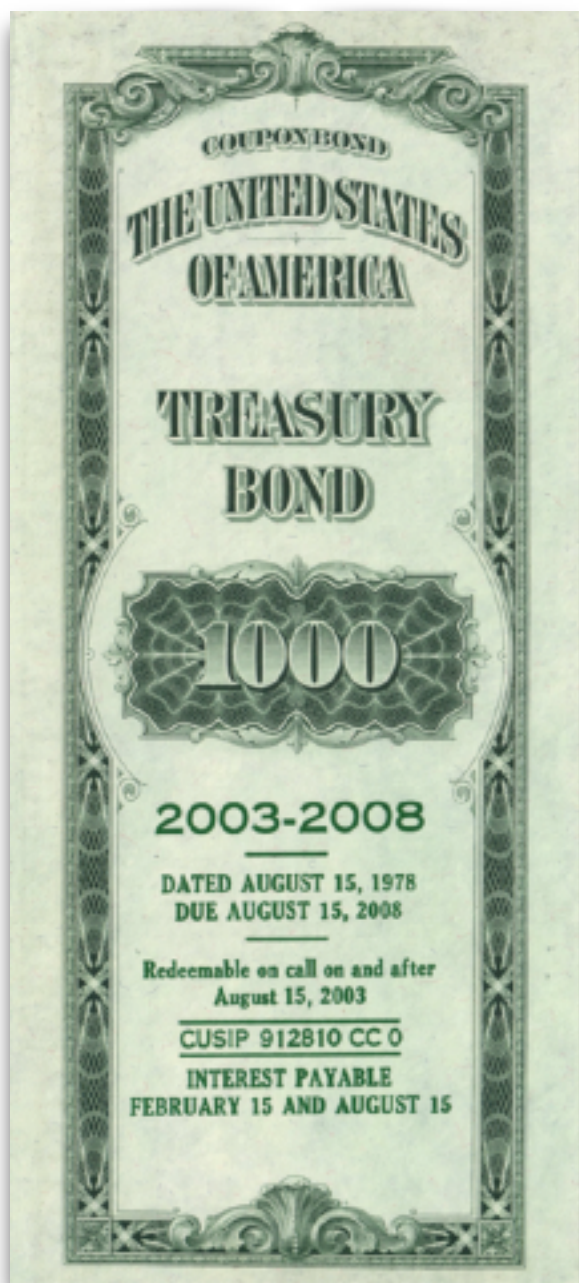 COUPON BOND
THE UNITED STATES
OF AMERICA
TREASURY
BOND
1000
2003-2008
DATED AUGUST 15, 1978
DUE AUGUST 15, 2008
Redeemable on call on and after
August 15, 2003
CUSIP 912810 CC 0
INTEREST PAYABLE
FEBRUARY 15 AND AUGUST 15